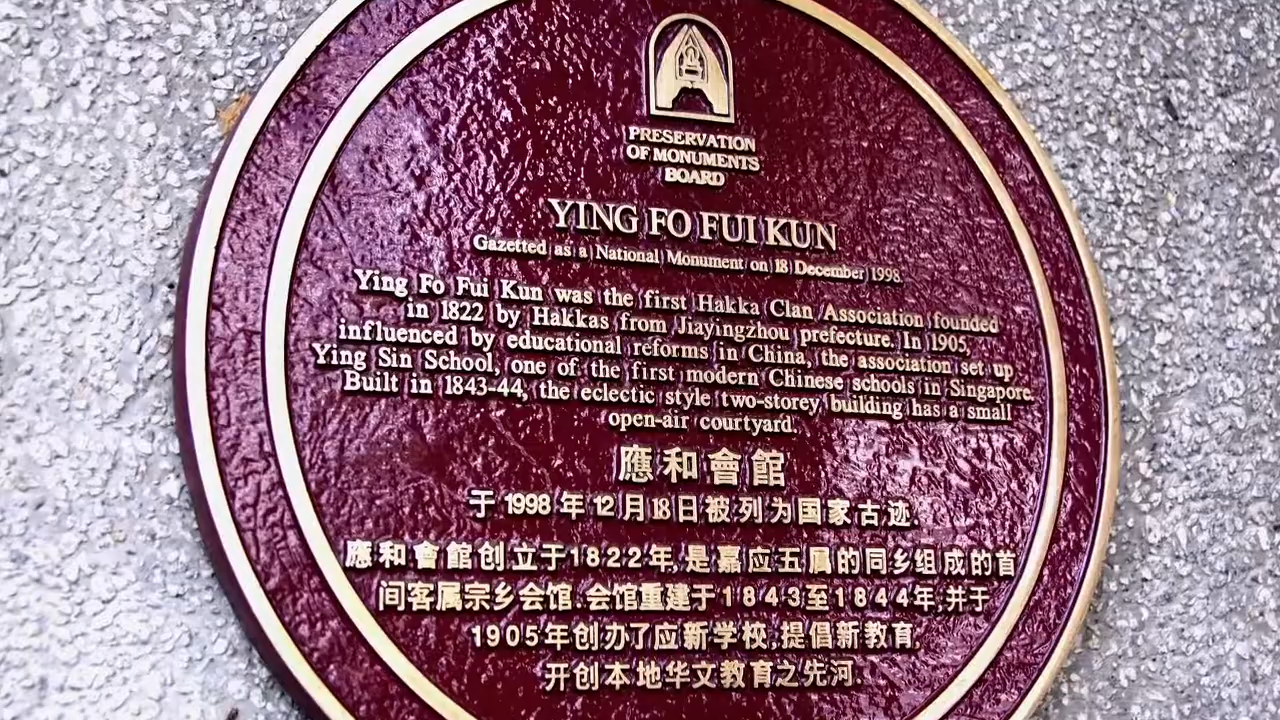 PRESERVATION
OF MONUMENTS
BOARD
YING FO FUI KUN
Gazetted as a National Monument on 18 December 1998.
Ying Fo Fui Kun was the first Hakka Clan Association founded
in 1822 by Hakkas from Jiayingzhou prefecture. In 1905,
influenced by educational reforms in China, the association set up
Ying Sin School, one of the first modern Chinese schools in Singapore.
Built in 1843-44, the eclectic style two-storey building has a small
open-air courtyard.
應和會館
于 1998 年 12 月 18 日被列为国家古迹.
應和會館创立于1822年,是嘉应五属的同乡组成的首
间客属宗乡会馆.会馆重建于1843至1844年,并于
1905年创办了应新学校,提倡新教育,
开创本地华文教育之先河.